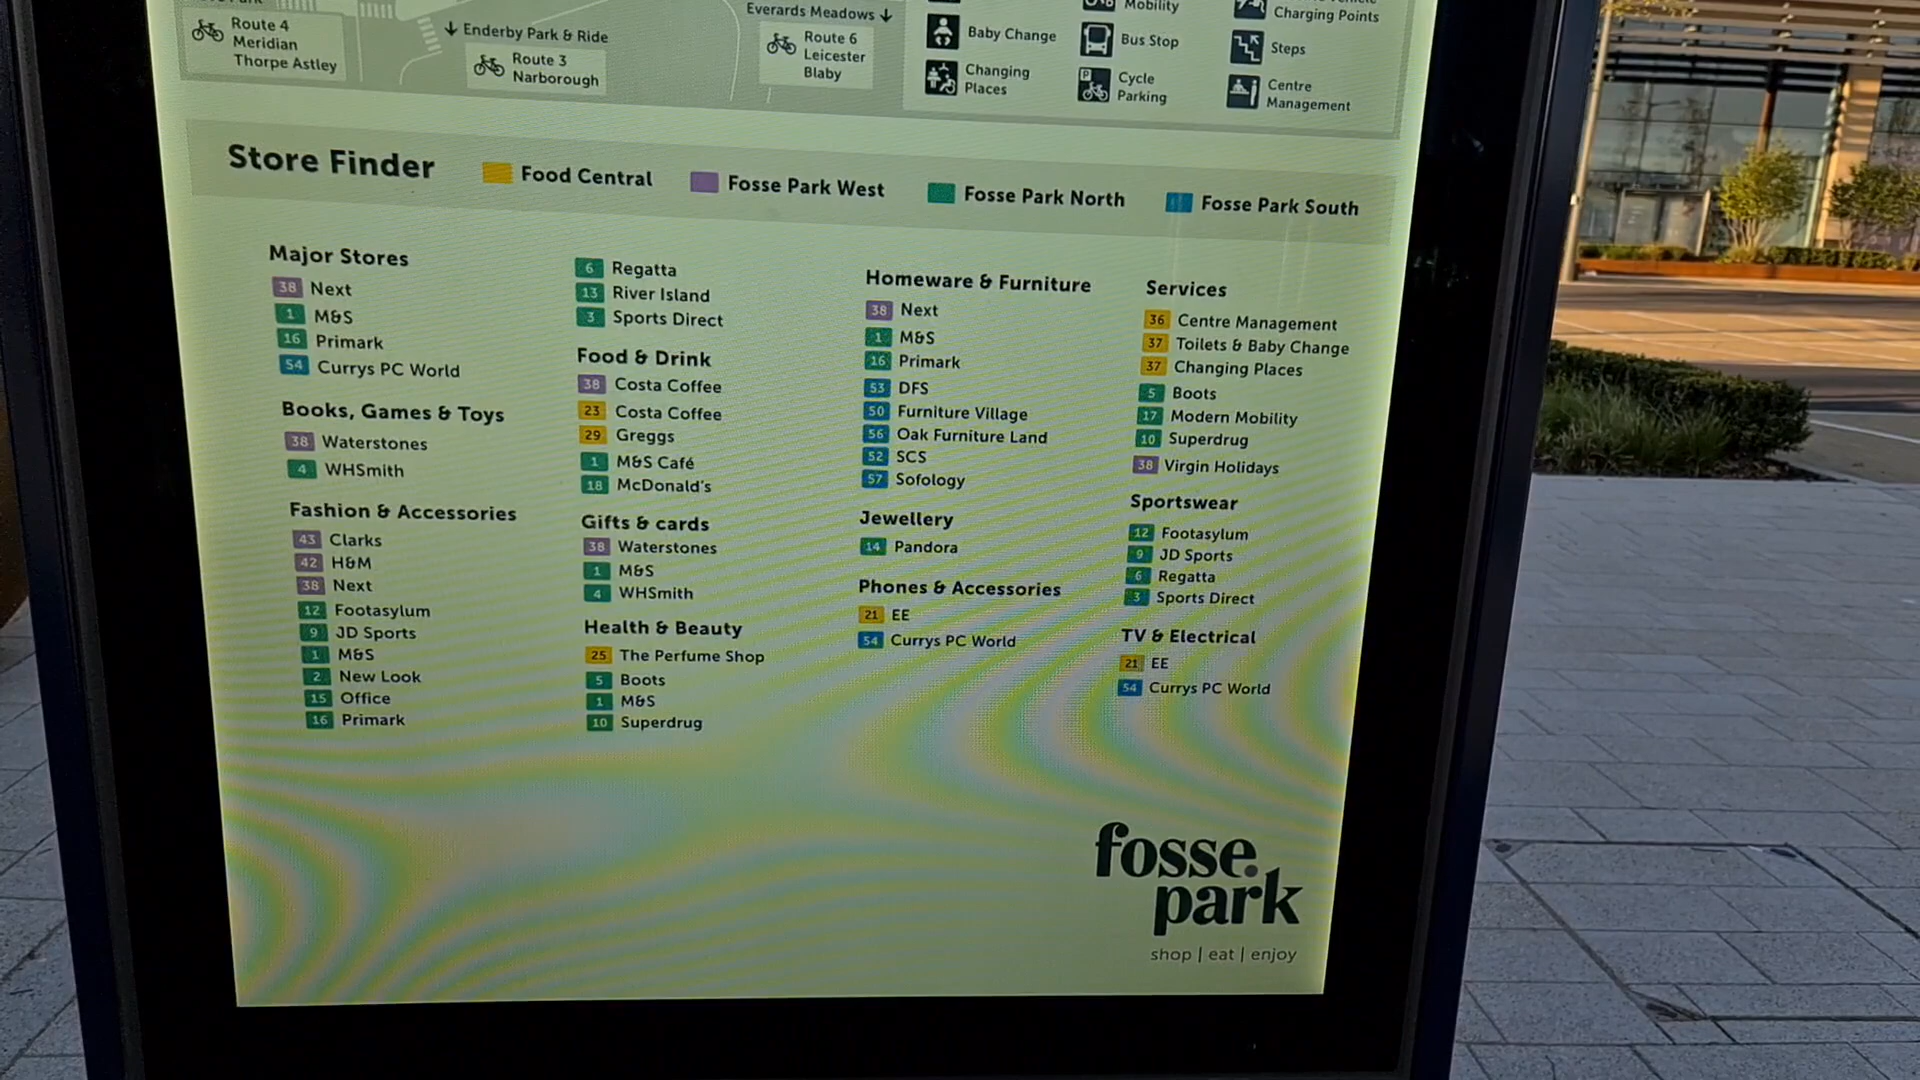 Route 4
Meridian
Thorpe Astley
↓ Enderby Park & Ride
Route 3
Narborough
Everards Meadows ↓
Route 6
Leicester
Blaby
Baby Change
Changing
Places
Mobility
Bus Stop
P
Cycle
Parking
Charging Points
Steps
Centre
Management
Store Finder
Food Central
Fosse Park West
Fosse Park North
Fosse Park South
Major Stores
38 Next
1 M&S
16 Primark
54 Currys PC World
Books, Games & Toys
38 Waterstones
4 WHSmith
Fashion & Accessories
43 Clarks
42 H&M
38 Next
12 Footasylum
9 JD Sports
1 M&S
2 New Look
15 Office
16 Primark
6 Regatta
13 River Island
3 Sports Direct
Food & Drink
38 Costa Coffee
23 Costa Coffee
29 Greggs
1 M&S Café
18 McDonald's
Gifts & cards
38 Waterstones
1 M&S
4 WHSmith
Health & Beauty
25 The Perfume Shop
5 Boots
1 M&S
10 Superdrug
Homeware & Furniture
38 Next
1 M&S
16 Primark
53 DFS
50 Furniture Village
56 Oak Furniture Land
52 SCS
57 Sofology
Jewellery
14 Pandora
Phones & Accessories
21 EE
54 Currys PC World
Services
36 Centre Management
37 Toilets & Baby Change
37 Changing Places
5 Boots
17 Modern Mobility
10 Superdrug
38 Virgin Holidays
Sportswear
12 Footasylum
9 JD Sports
6 Regatta
3 Sports Direct
TV & Electrical
21 EE
54 Currys PC World
fosse
park
shop | eat | enjoy